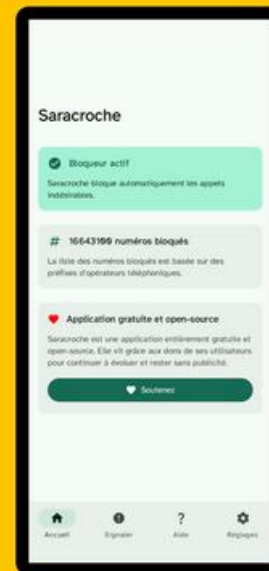 Saracroche
Bloqueur actif
Saracroche bloque automatiquement les appels
indésirables.
# 16643100 numéros bloqués
La liste des numéros bloqués est basée sur des
préfixes d'opérateurs téléphoniques.
Application gratuite et open-source
Saracroche est une application entièrement gratuite et
open-source. Elle vit grâce aux dons de ses utilisateurs
pour continuer à évoluer et rester sans publicité.
Soutenez
Accueil Signaler Aide Réglages